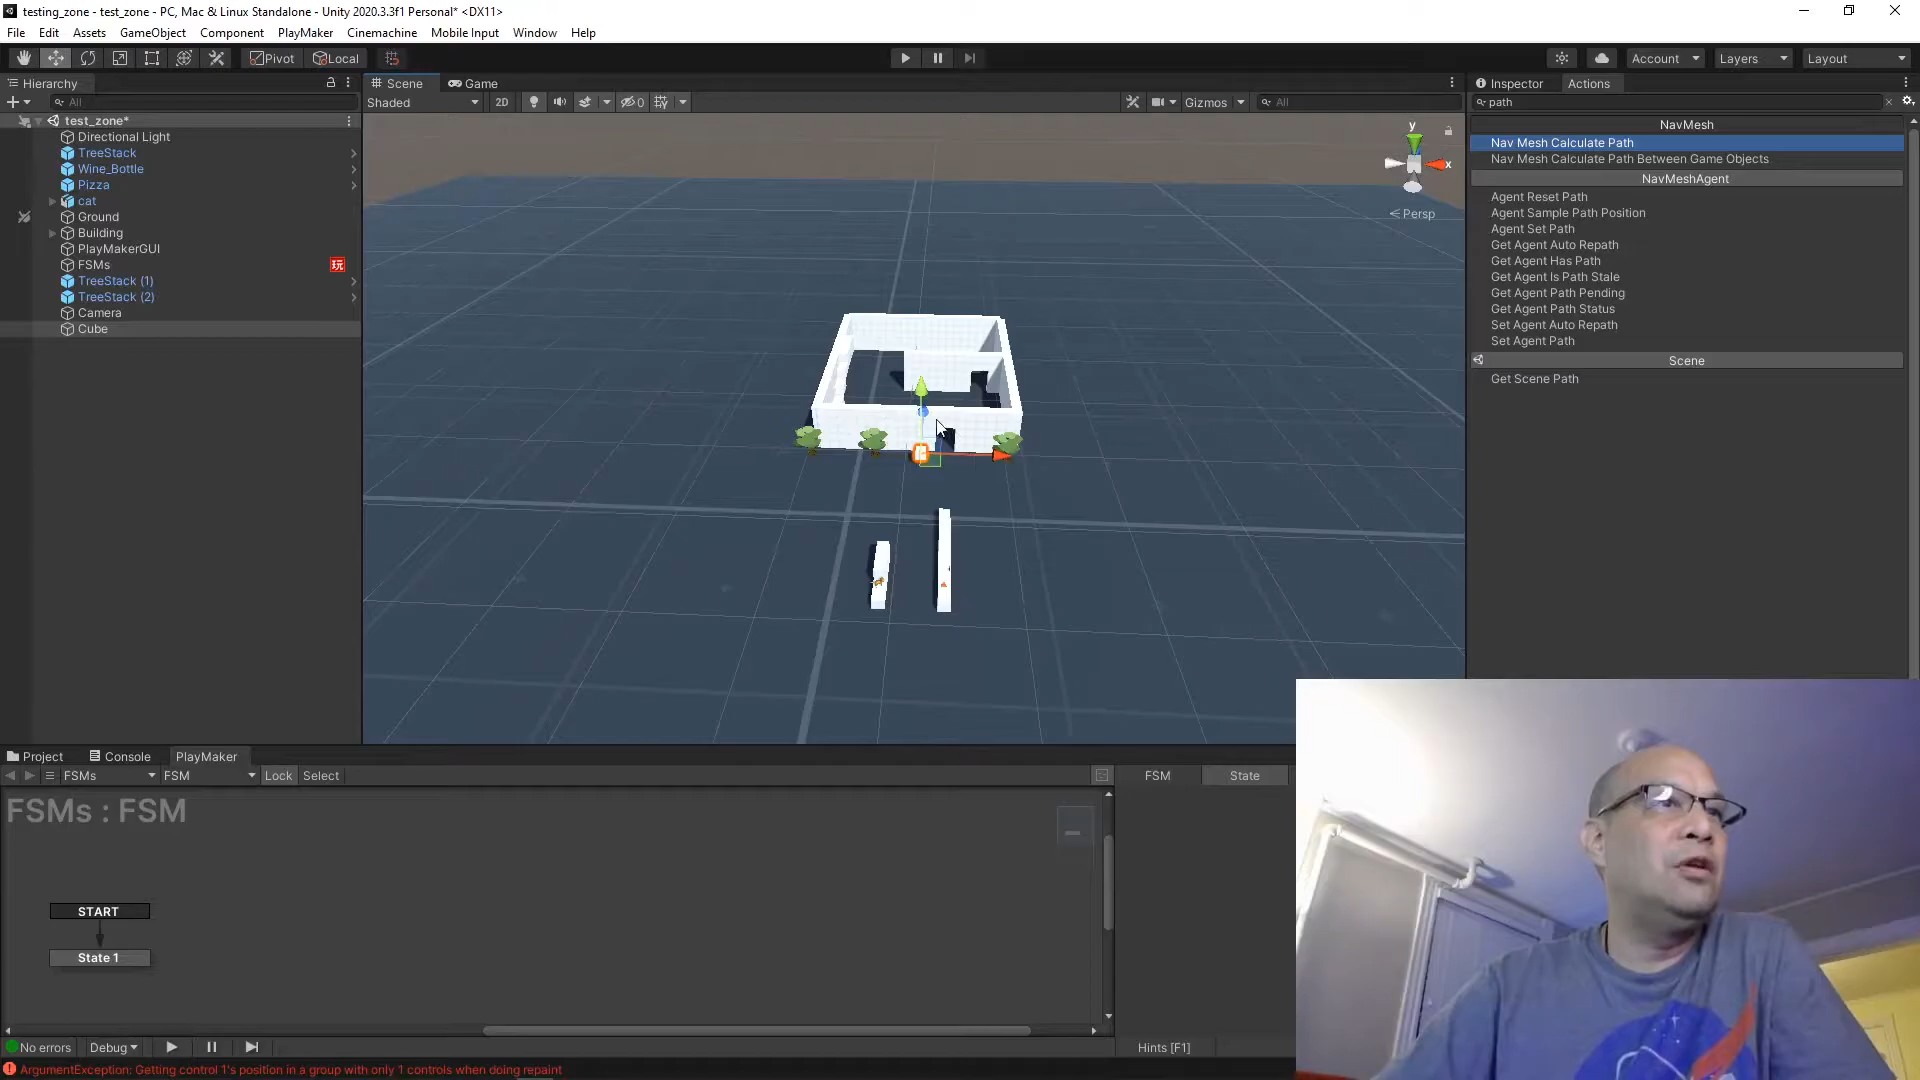 testing_zone - test_zone - PC, Mac & Linux Standalone - Unity 2020.3.3f1 Personal* <DX11>
File Edit Assets GameObject Component PlayMaker Cinemachine Mobile Input Window Help
Pivot Local Account Layers Layout
Hierarchy
All
test_zone*
Directional Light
TreeStack
Wine_Bottle
Pizza
cat
Ground
Building
PlayMakerGUI
FSMs 玩
TreeStack (1)
TreeStack (2)
Camera
Cube
Scene Game
Shaded 2D 0 Gizmos All
y
x
Persp
Inspector Actions
path
NavMesh
Nav Mesh Calculate Path
Nav Mesh Calculate Path Between Game Objects
NavMeshAgent
Agent Reset Path
Agent Sample Path Position
Agent Set Path
Get Agent Auto Repath
Get Agent Has Path
Get Agent Is Path Stale
Get Agent Path Pending
Get Agent Path Status
Set Agent Auto Repath
Set Agent Path
Scene
Get Scene Path
Project Console PlayMaker
FSMs FSM Lock Select
FSM State
FSMs : FSM
START
State 1
No errors Debug Hints [F1]
ArgumentException: Getting control 1's position in a group with only 1 controls when doing repaint